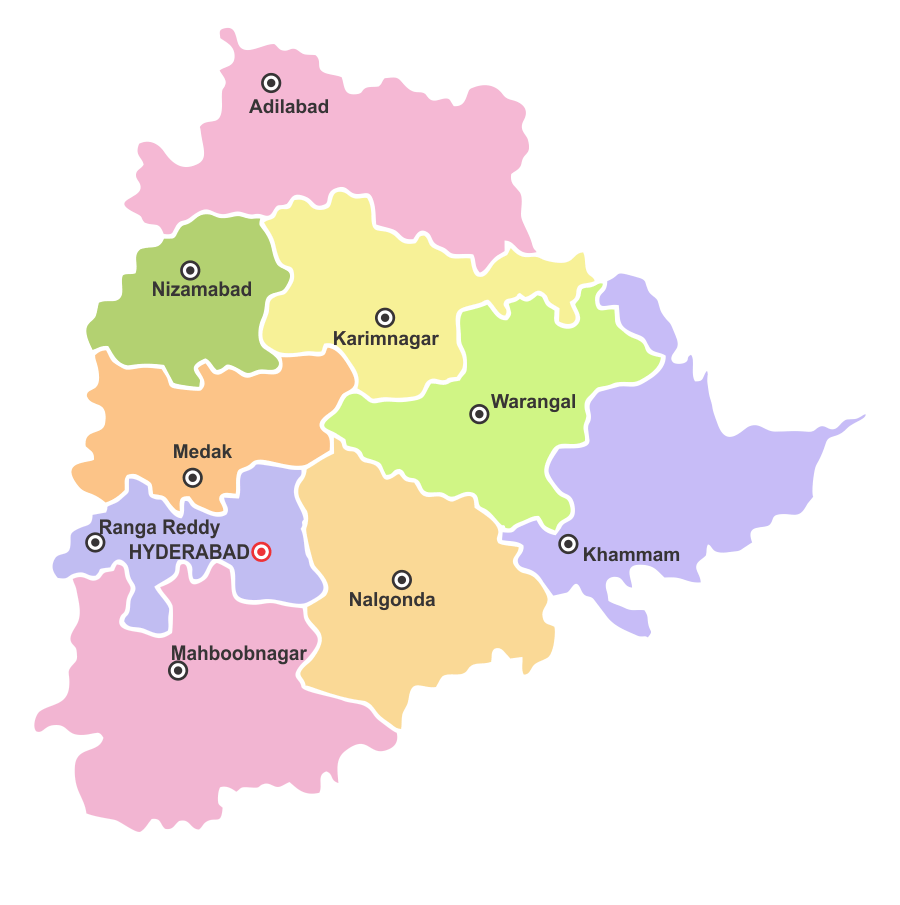 Adilabad
Nizamabad
Karimnagar
Warangal
Medak
Ranga Reddy
HYDERABAD
Khammam
Nalgonda
Mahboobnagar